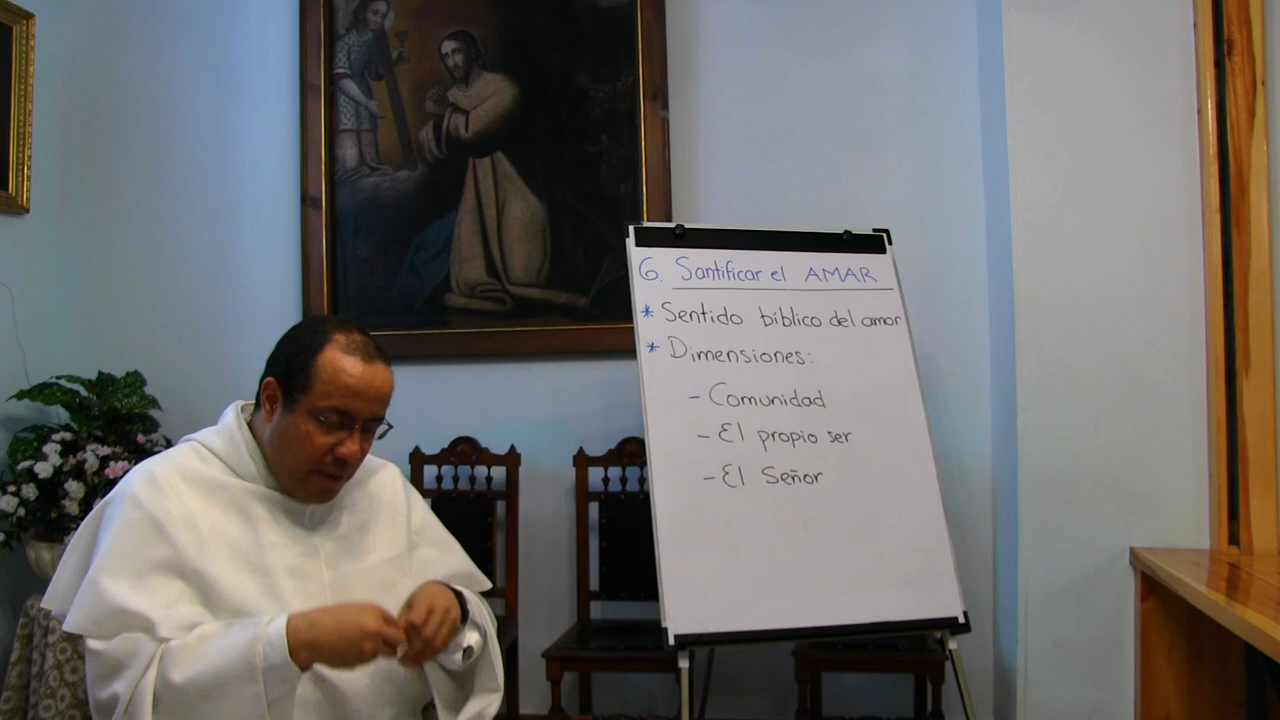 6. Santificar el AMAR
* Sentido bíblico del amor
* Dimensiones:
- Comunidad
- El propio ser
- El Señor